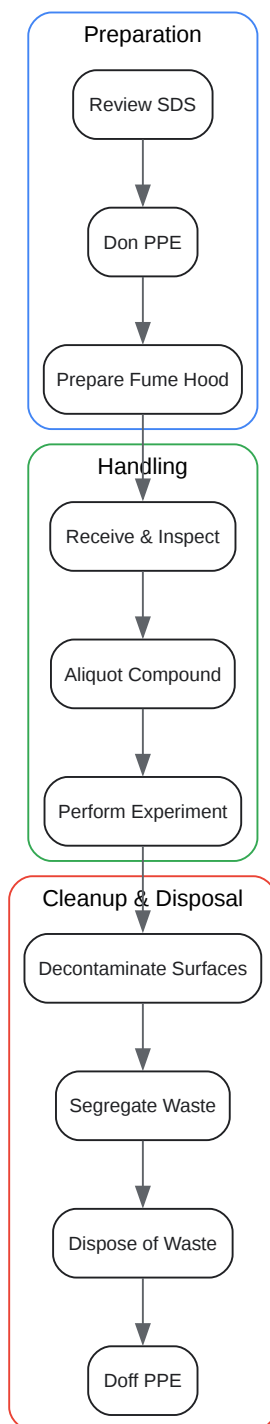 Preparation
Review SDS
Don PPE
Prepare Fume Hood
Handling
Receive & Inspect
Aliquot Compound
Perform Experiment
Cleanup & Disposal
Decontaminate Surfaces
Segregate Waste
Dispose of Waste
Doff PPE